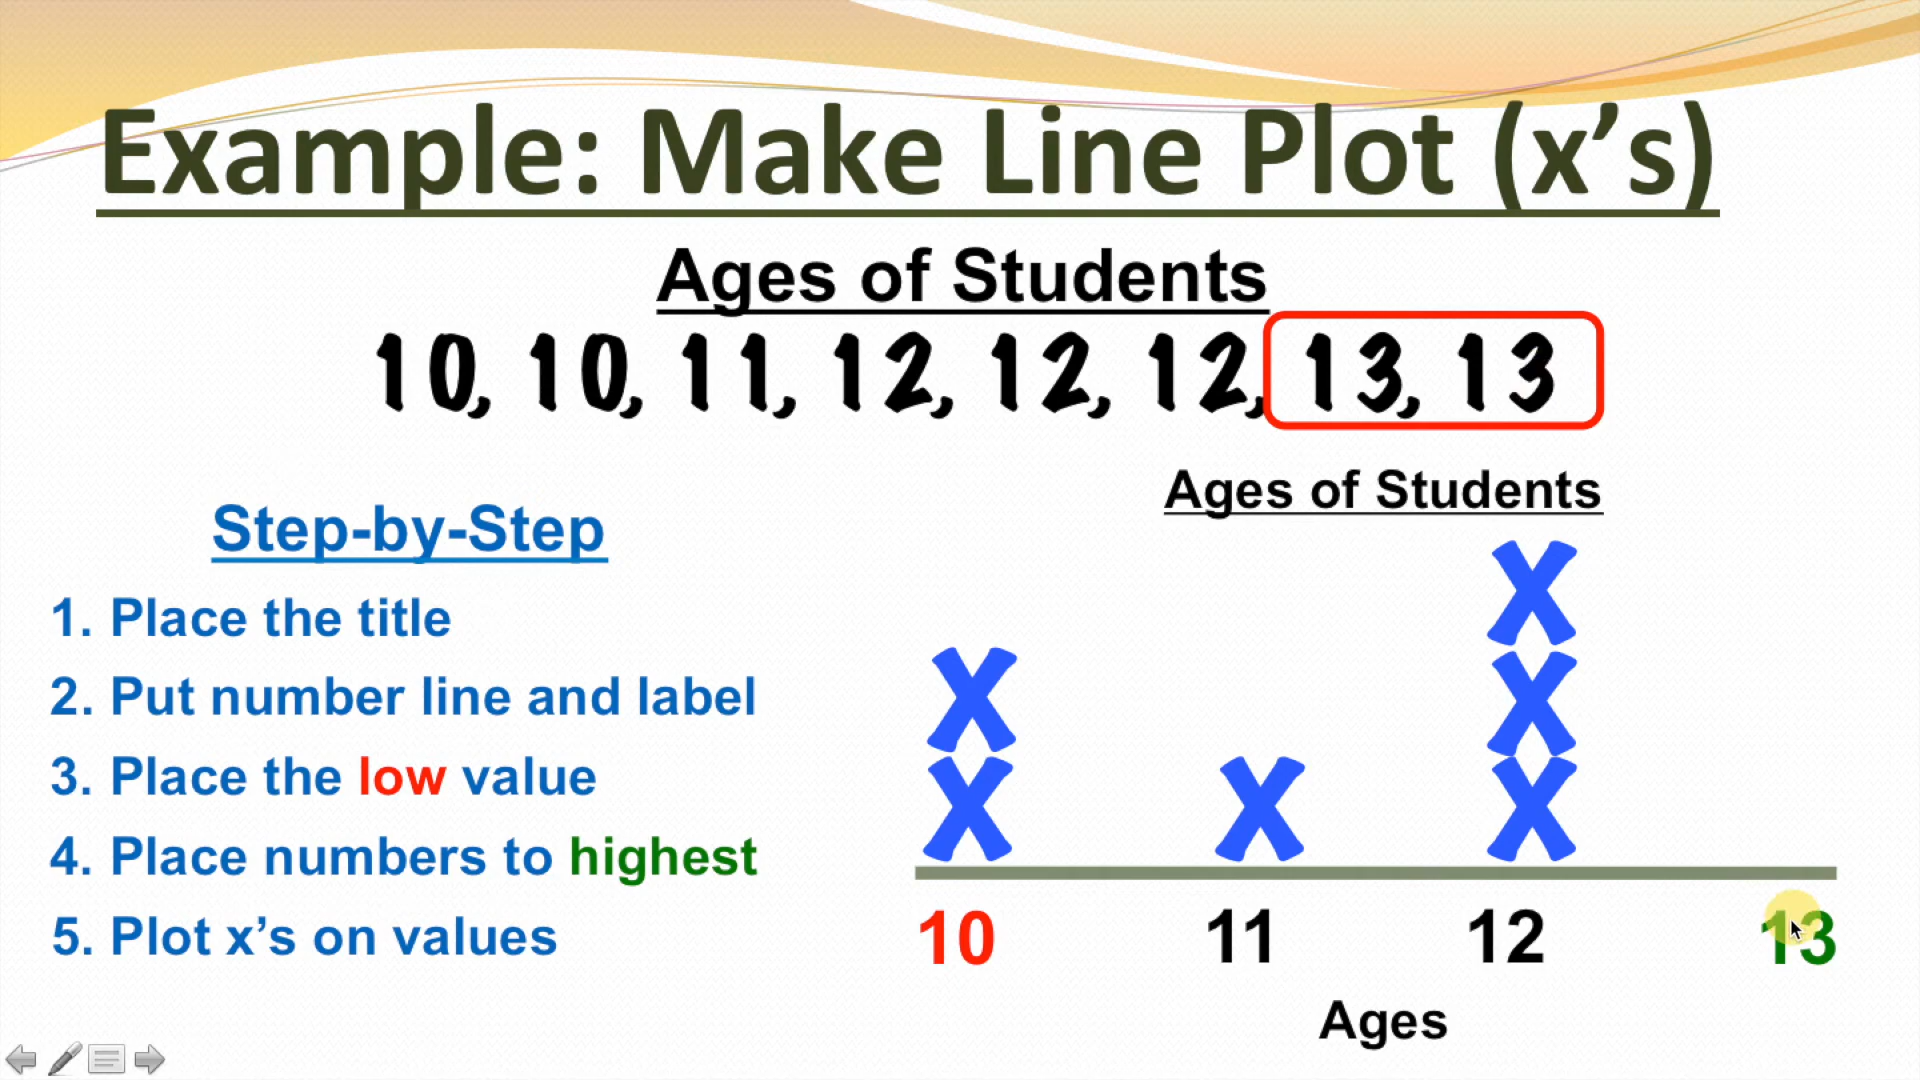 Example: Make Line Plot (x’s)
Ages of Students
10, 10, 11, 12, 12, 12, 13, 13
Step-by-Step
1. Place the title
2. Put number line and label
3. Place the low value
4. Place numbers to highest
5. Plot x’s on values
Ages of Students
X
X X
X X X
10 11 12 13
Ages